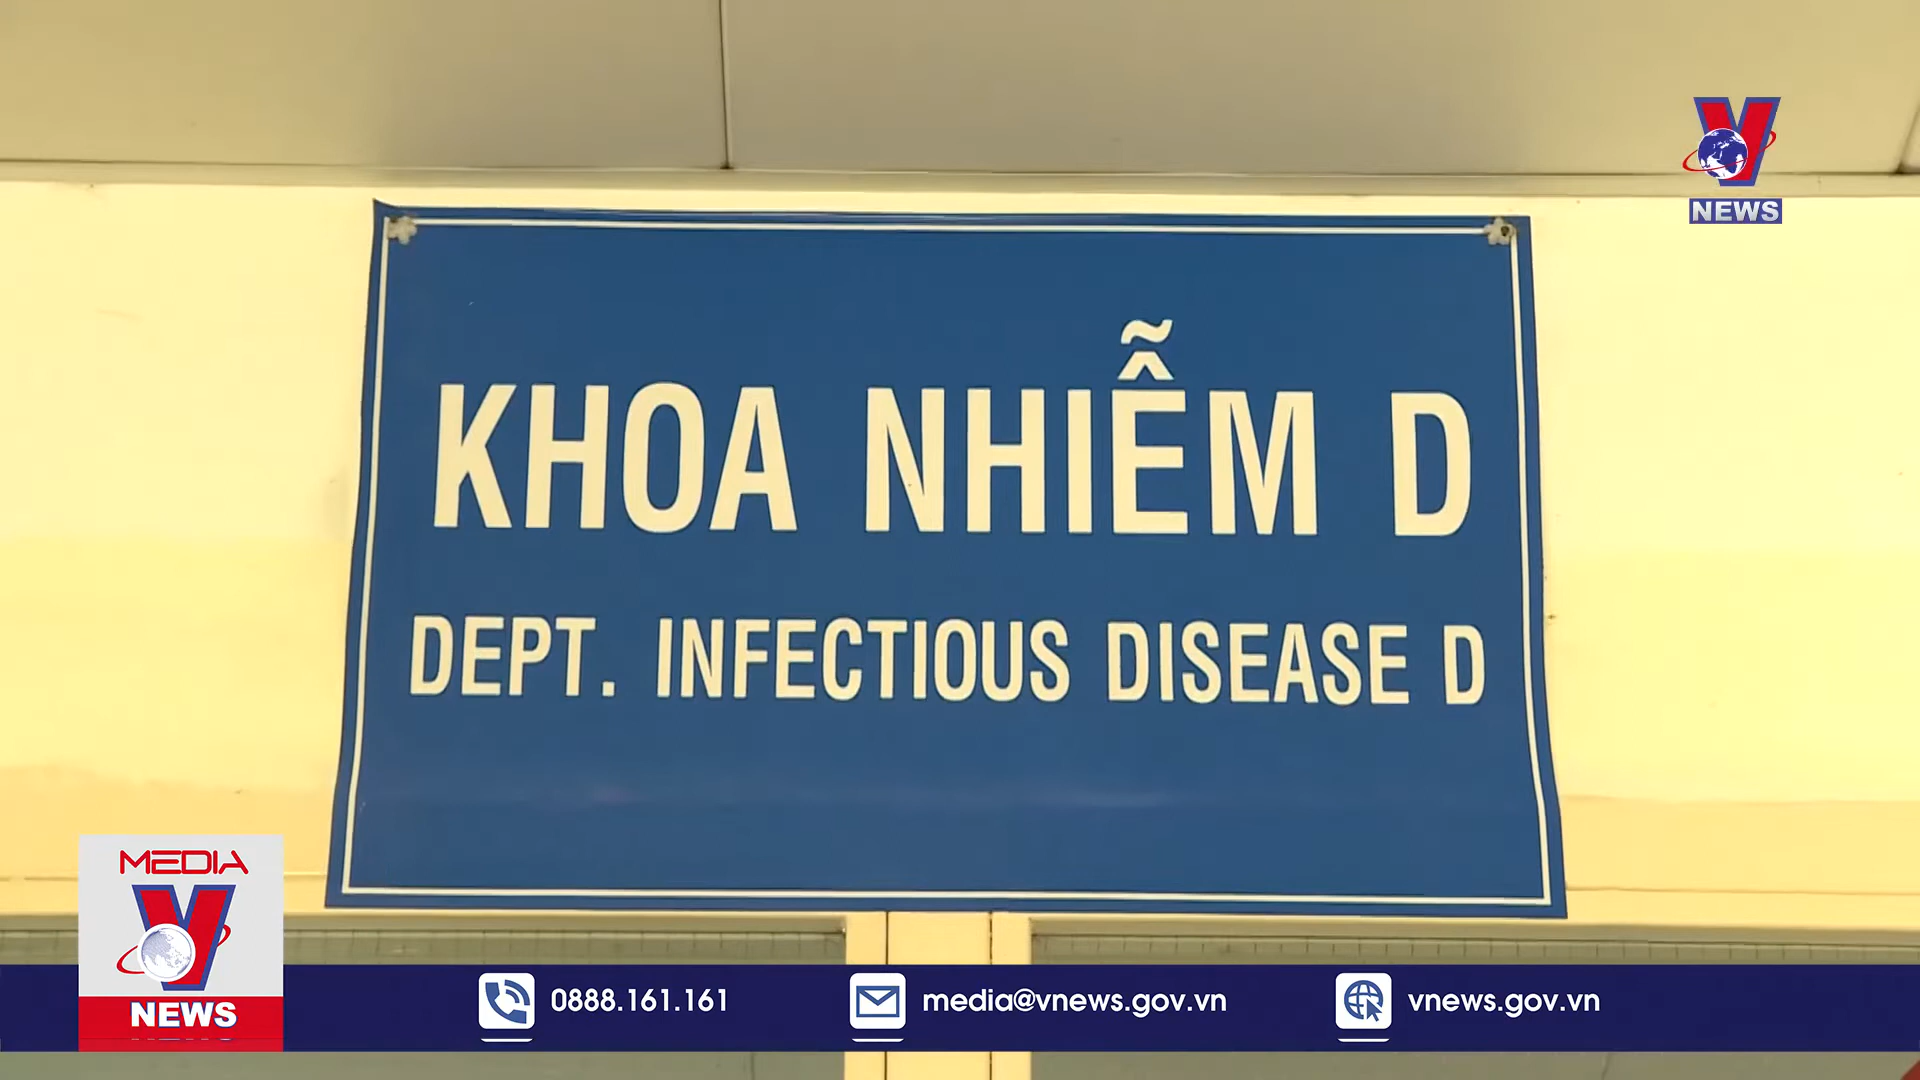 NEWS
KHOA NHIỄM D
DEPT. INFECTIOUS DISEASE D
MEDIA
NEWS
0888.161.161
media@vnews.gov.vn
vnews.gov.vn